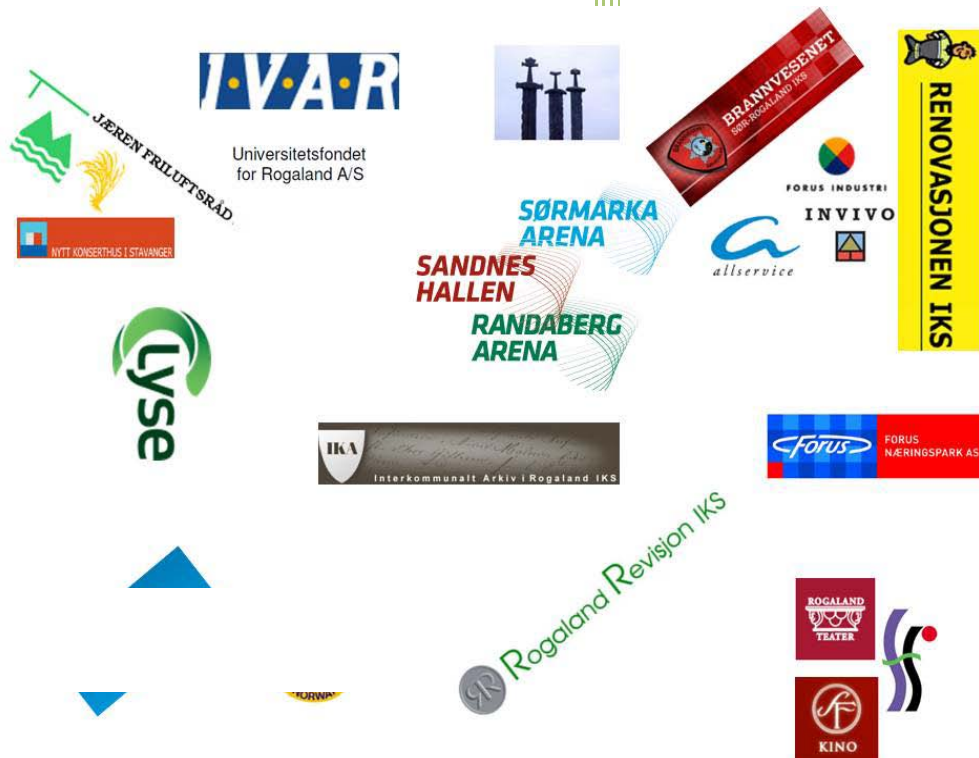 I·V·A·R
Universitetsfondet
for Rogaland A/S
JÆREN FRILUFTSRÅD
NYTT KONSERTHUS I STAVANGER
BRANNVESENET
SØR-ROGALAND IKS
RENOVASJONEN IKS
FORUS INDUSTRI
INVIVO
allservice
SØRMARKA
ARENA
SANDNES
HALLEN
RANDABERG
ARENA
Lyse
IKA
Interkommunalt Arkiv i Rogaland IKS
Forus
FORUS
NÆRINGSPARK AS
Rogaland Revisjon IKS
RR
ROGALAND
TEATER
SF
KINO